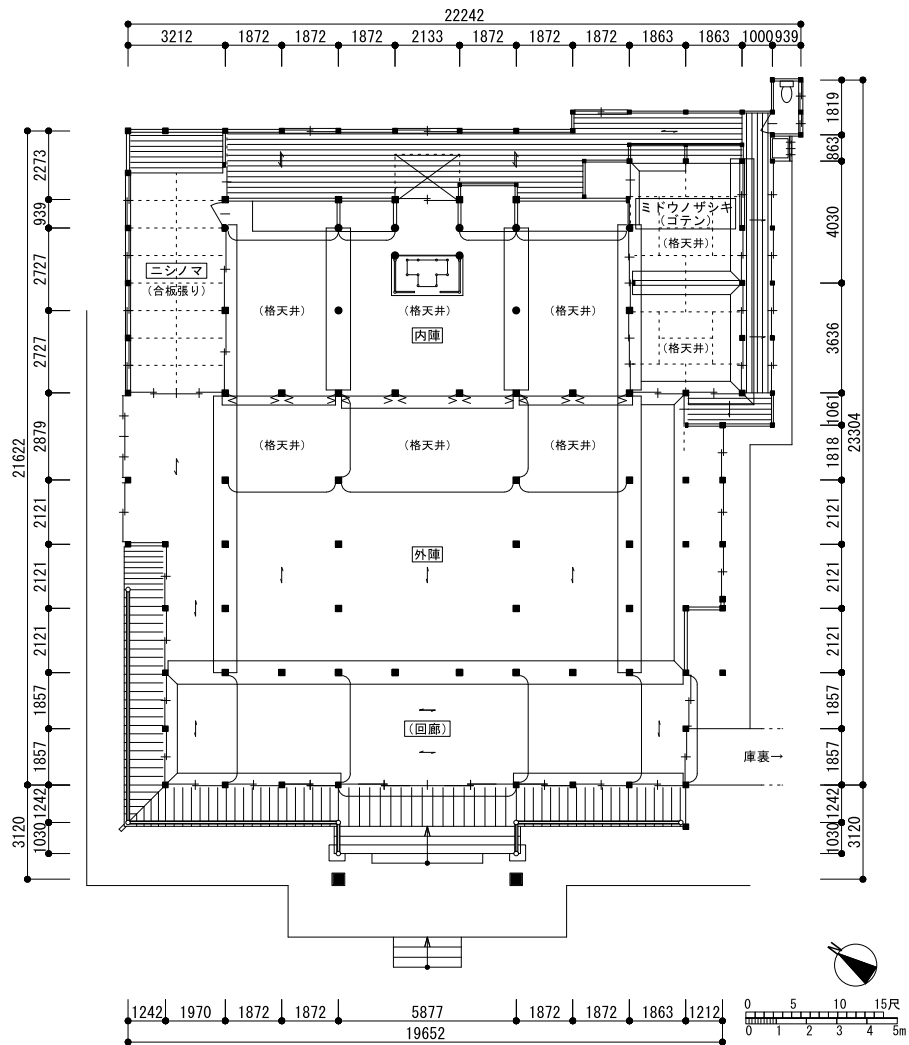 22242
3212 1872 1872 1872 2133 1872 1872 1872 1863 1863 1000 939
21622
2273
939
2727
2727
2879
2121
2121
2121
1857
1857
3120
1242
1030
ニシノマ
(合板張り)
ミドウノザシキ
(ゴテン)
(格天井)
(格天井)
(格天井)
(格天井)
(格天井)
内陣
(格天井)
(格天井)
(格天井)
外陣
(回廊)
庫裏→
1819
863
4030
3636
1061
1818
2121
2121
2121
1857
1857
1242
1030
23304
3120
1242 1970 1872 1872 5877 1872 1872 1863 1212
19652
N
0 5 10 15尺
0 1 2 3 4 5m